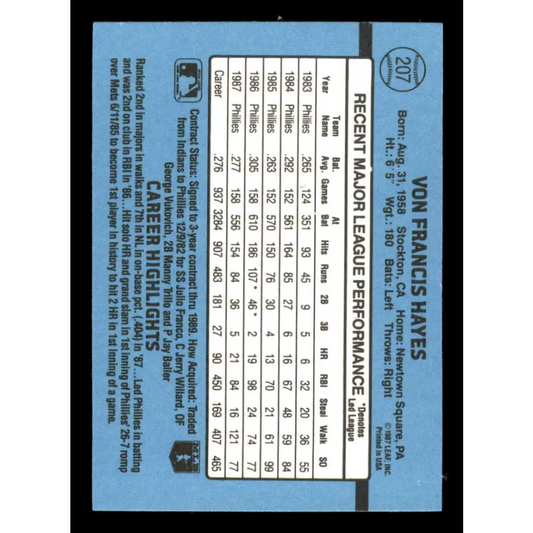 207
VON FRANCIS HAYES
Born: Aug. 31, 1958 Stockton, CA Home: Newtown Square, PA
Ht.: 6' 5" Wgt.: 180 Bats: Left Throws: Right
© 1987 LEAF, INC.
Printed in USA
RECENT MAJOR LEAGUE PERFORMANCE
*Denotes
Led League
Year Team Name Bat. Avg. Games At Bat Hits Runs 2B 3B HR RBI Steal Walk SO
1983 Phillies .265 124 351 93 45 9 5 6 32 20 36 55
1984 Phillies .292 152 561 164 85 27 6 16 67 48 59 84
1985 Phillies .263 152 570 150 76 30 4 13 70 21 61 99
1986 Phillies .305 158 610 186 107* 46* 2 19 98 24 74 77
1987 Phillies .277 158 556 154 84 36 5 21 84 16 121 77
Career .276 937 3284 907 483 181 27 90 450 169 407 465
Contract Status: Signed to 3-year contract thru 1989. How Acquired: Traded
from Indians to Phillies 12/9/82 for SS Julio Franco, C Jerry Willard, OF
George Vukovich, 2B Manny Trillo and P Jay Baller
CAREER HIGHLIGHTS
Ranked 2nd in majors in walks and 7th in NL in on-base pct. (.404) in '87...Led Phillies in batting
and was 2nd on club in RBI in '86...Hit solo HR and grand slam in 1st inning of Phillies' 26-7 romp
over Mets 6/11/85 to become 1st player in history to hit 2 HR in 1st inning of a game.